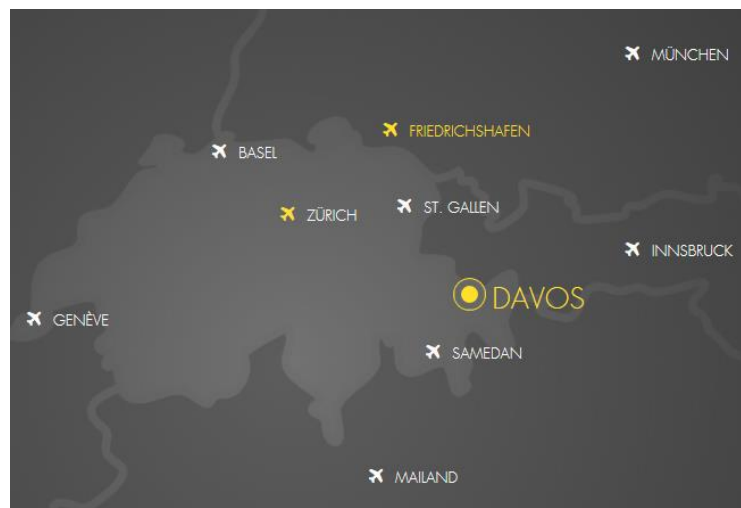 MÜNCHEN
FRIEDRICHSHAFEN
BASEL
ZÜRICH
ST. GALLEN
INNSBRUCK
DAVOS
GENÈVE
SAMEDAN
MAILAND